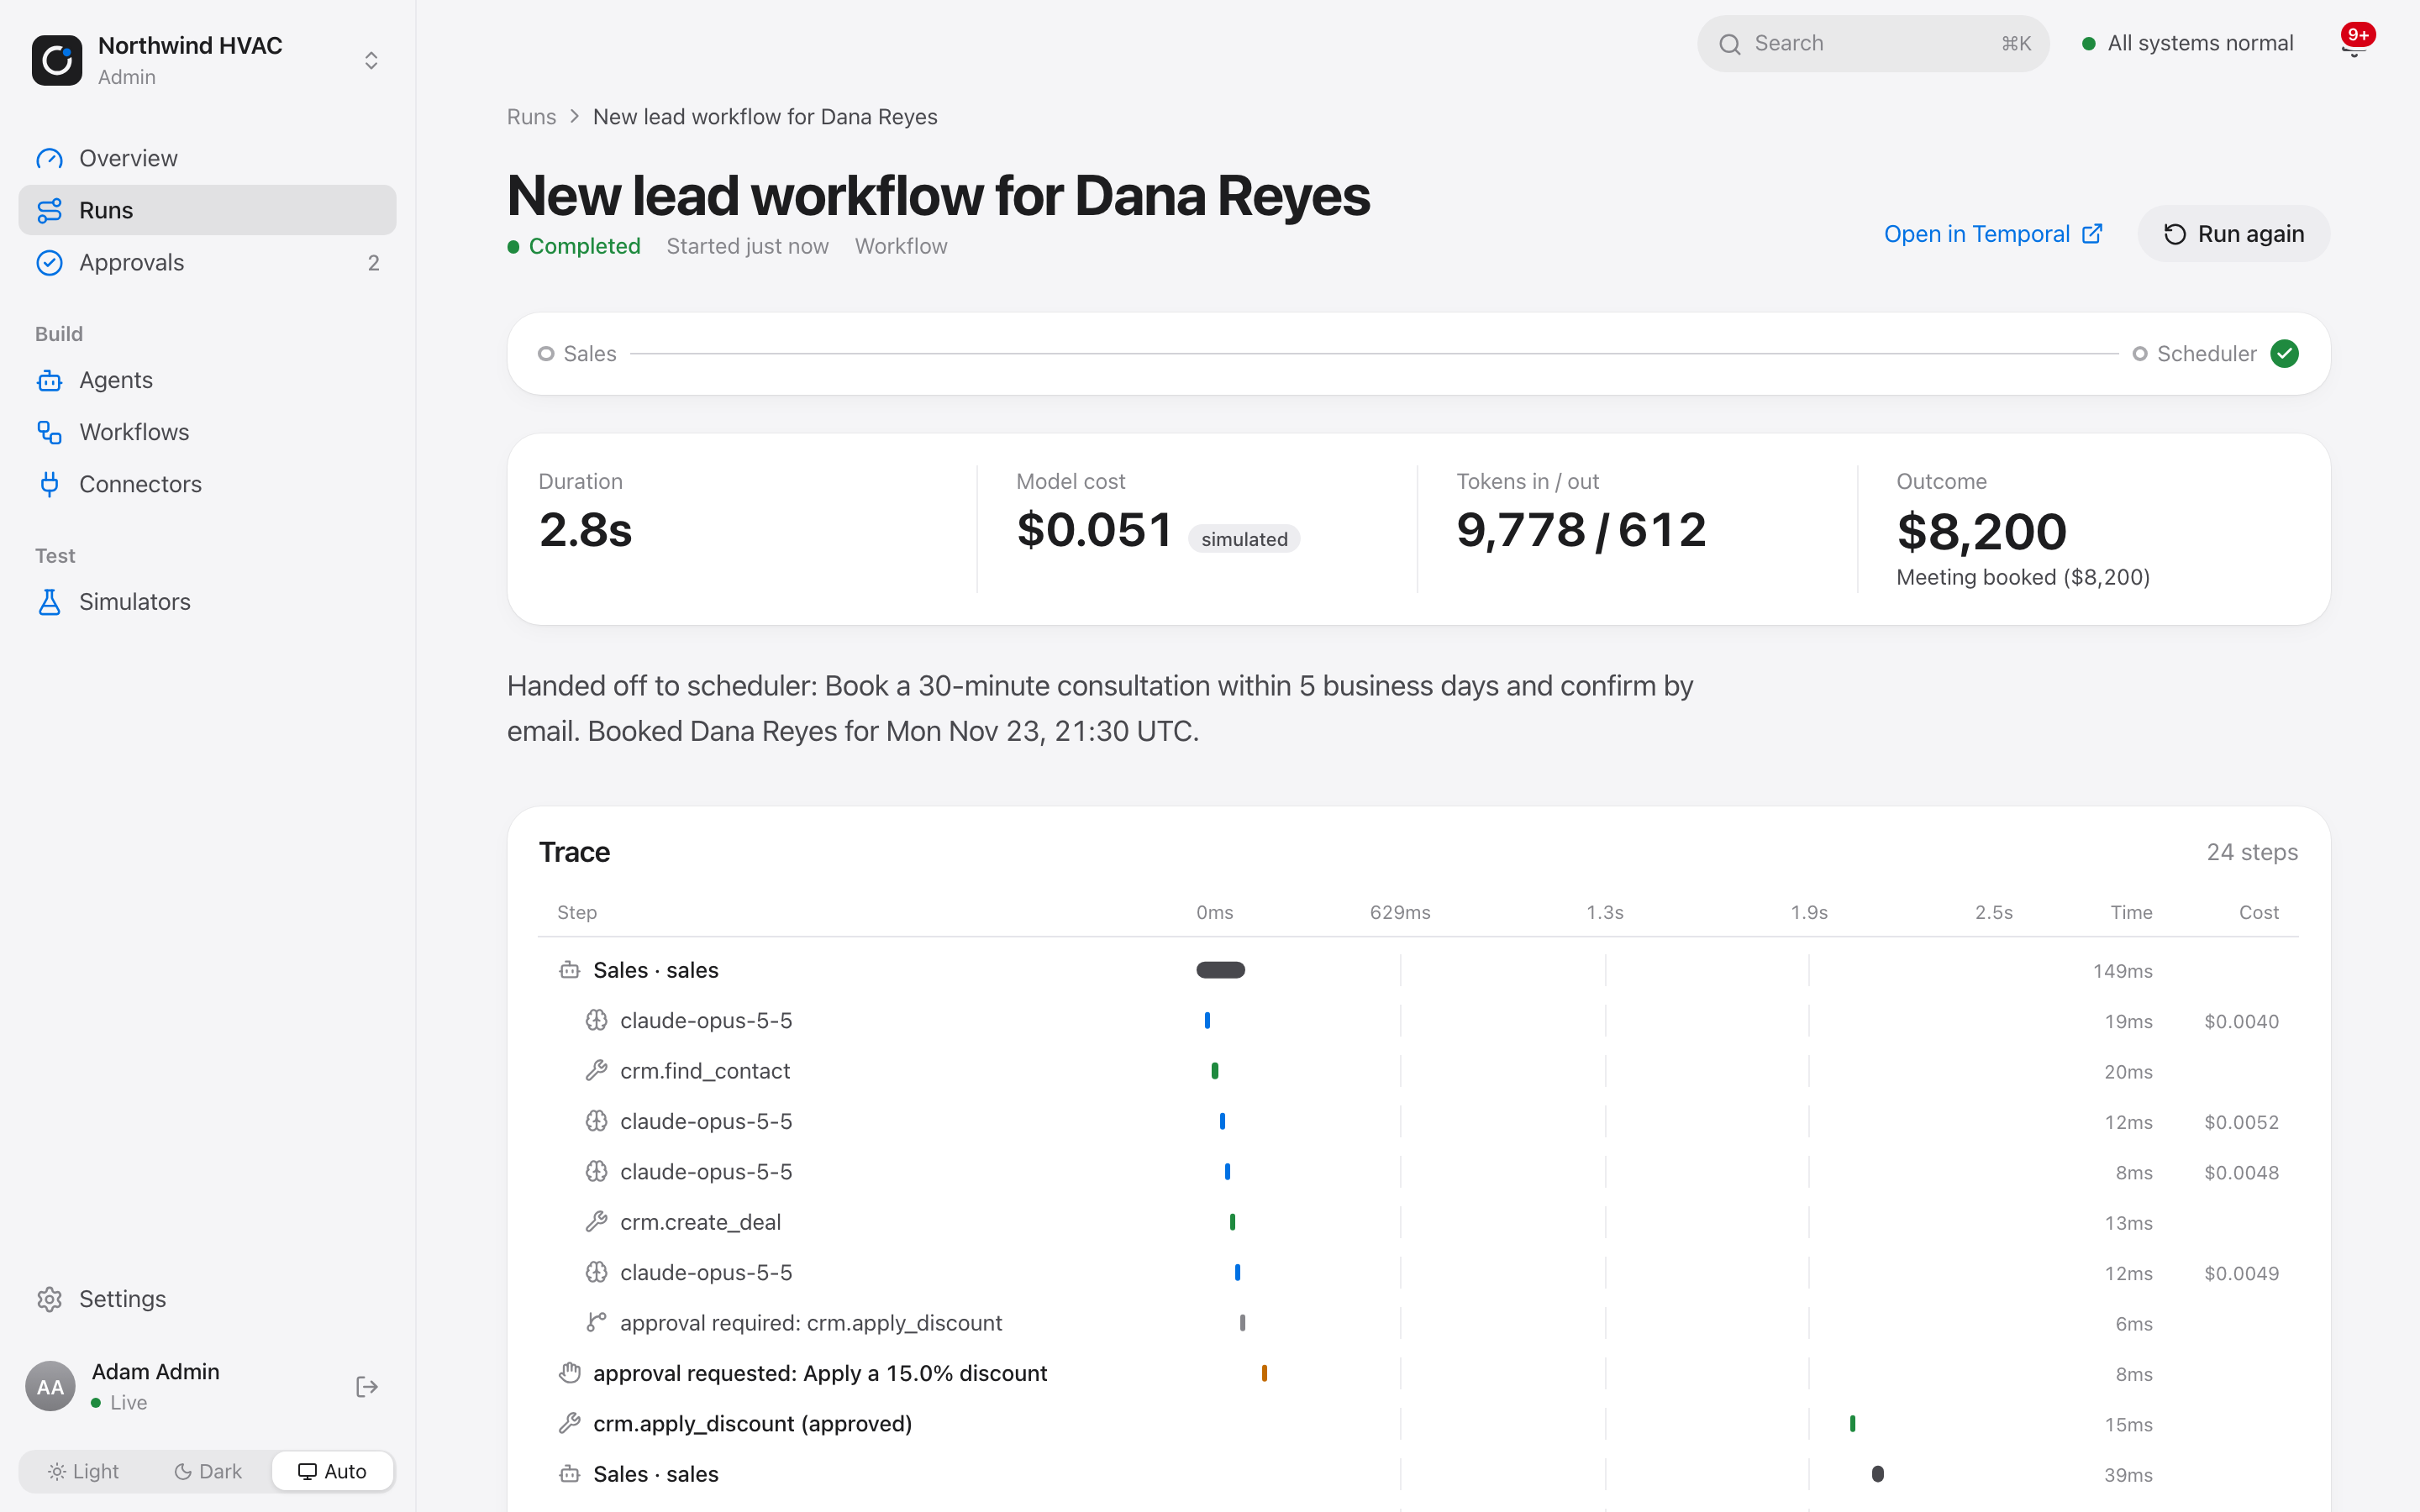 Northwind HVAC
Admin
Overview
Runs
Approvals 2
Build
Agents
Workflows
Connectors
Test
Simulators
Settings
AA
Adam Admin
Live
Light Dark Auto
Search ⌘K
All systems normal
9+
Runs > New lead workflow for Dana Reyes
New lead workflow for Dana Reyes
Completed Started just now Workflow
Open in Temporal
Run again
Sales Scheduler
Duration
2.8s
Model cost
$0.051 simulated
Tokens in / out
9,778 / 612
Outcome
$8,200
Meeting booked ($8,200)
Handed off to scheduler: Book a 30-minute consultation within 5 business days and confirm by
email. Booked Dana Reyes for Mon Nov 23, 21:30 UTC.
Trace 24 steps
Step 0ms 629ms 1.3s 1.9s 2.5s Time Cost
Sales · sales 149ms
claude-opus-5-5 19ms $0.0040
crm.find_contact 20ms
claude-opus-5-5 12ms $0.0052
claude-opus-5-5 8ms $0.0048
crm.create_deal 13ms
claude-opus-5-5 12ms $0.0049
approval required: crm.apply_discount 6ms
approval requested: Apply a 15.0% discount 8ms
crm.apply_discount (approved) 15ms
Sales · sales 39ms